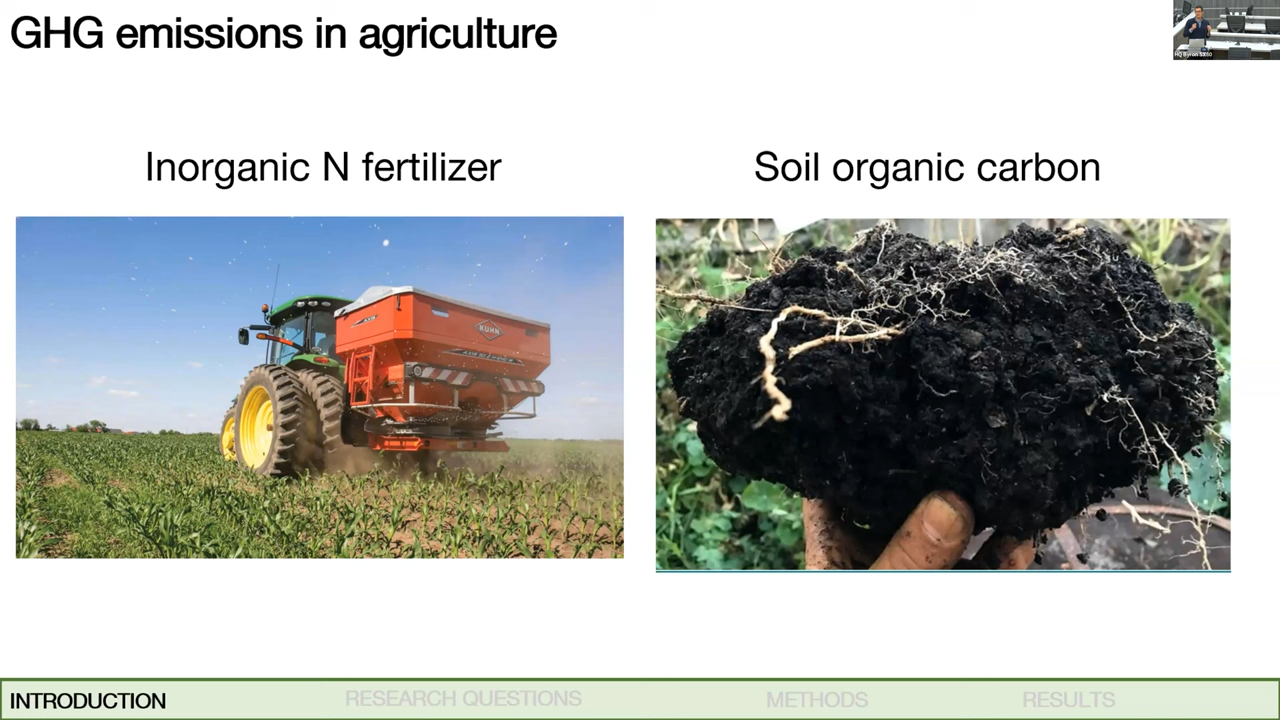 GHG emissions in agriculture
Inorganic N fertilizer
Soil organic carbon
KUHN
INTRODUCTION
RESEARCH QUESTIONS
METHODS
RESULTS